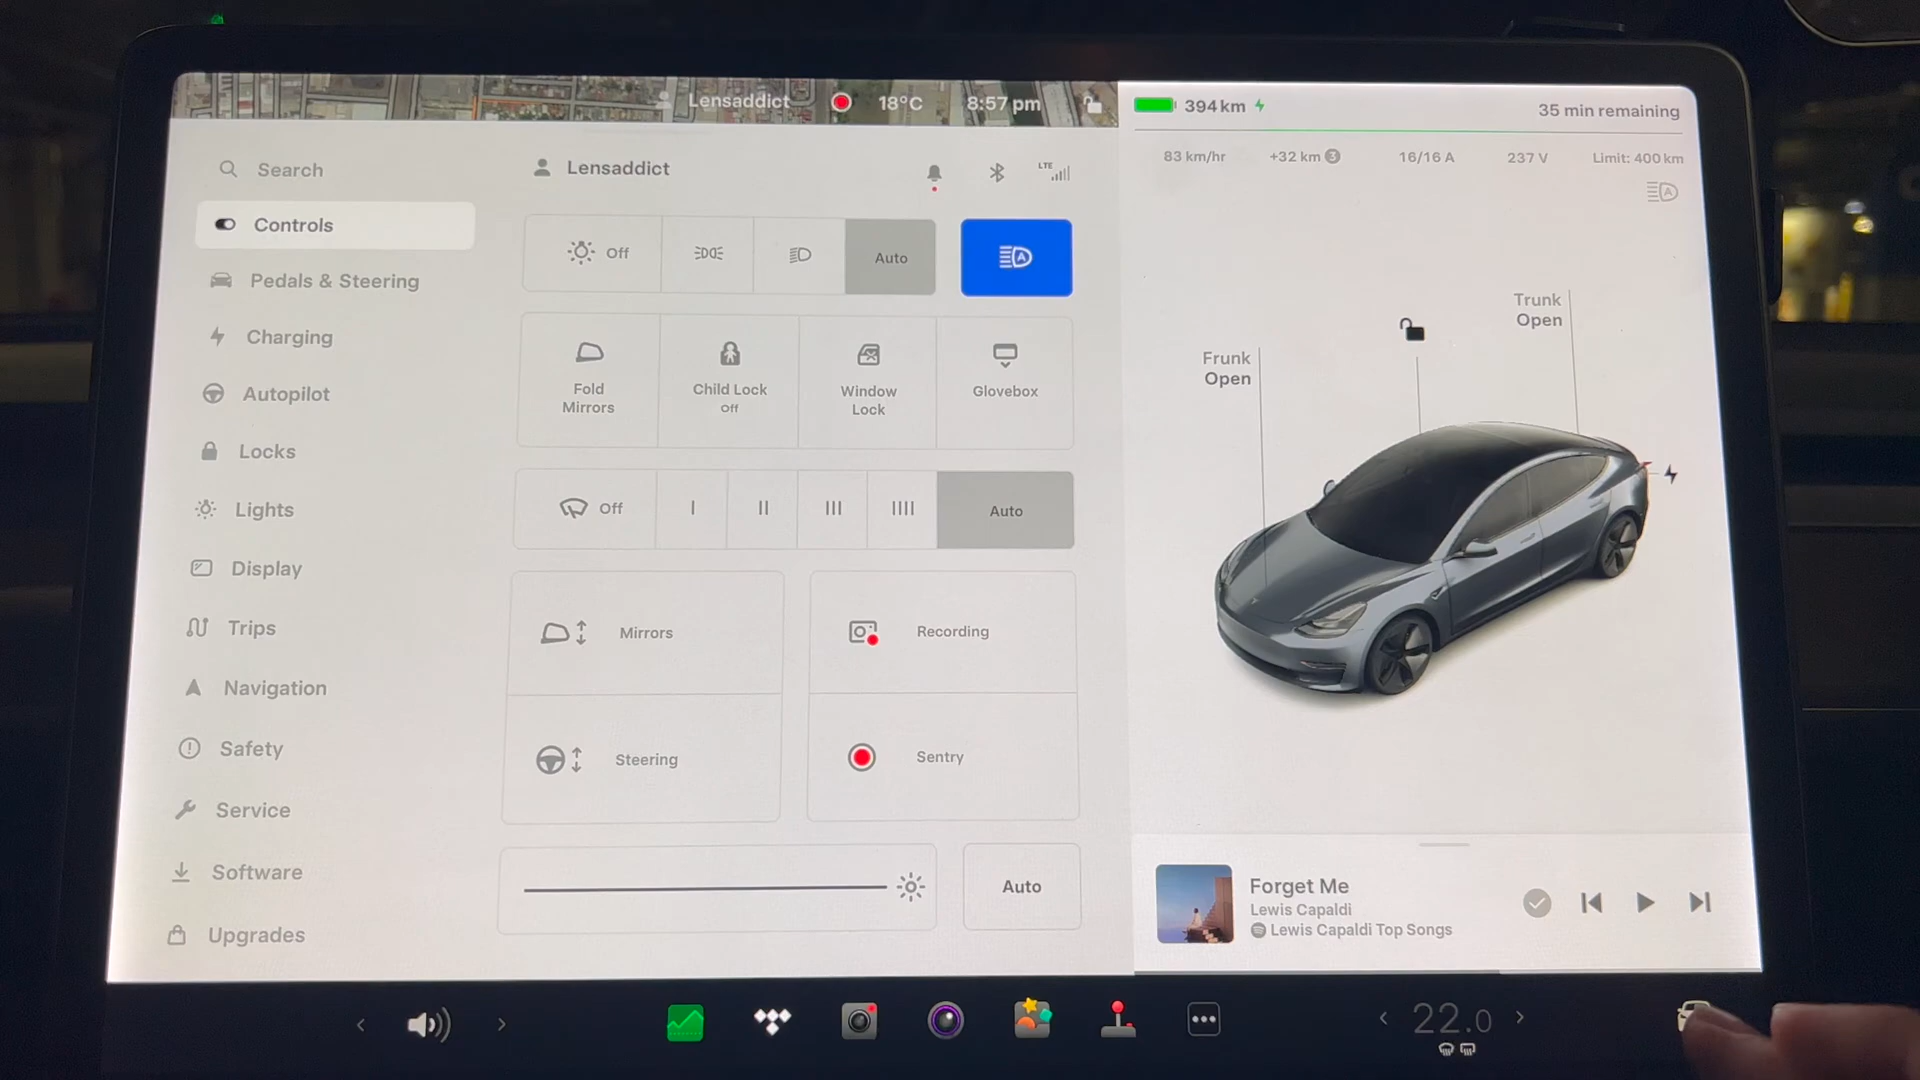 Lensaddict 18°C 8:57 pm
394 km 35 min remaining
83 km/hr +32 km 3 16/16 A 237 V Limit: 400 km
Search
Controls
Pedals & Steering
Charging
Autopilot
Locks
Lights
Display
Trips
Navigation
Safety
Service
Software
Upgrades
Lensaddict LTE
Off Auto A
Fold
Mirrors
Child Lock
Off
Window
Lock
Glovebox
Off I II III IIII Auto
Mirrors
Recording
Steering
Sentry
Auto
A
Frunk
Open
Trunk
Open
Forget Me
Lewis Capaldi
Lewis Capaldi Top Songs
22.0